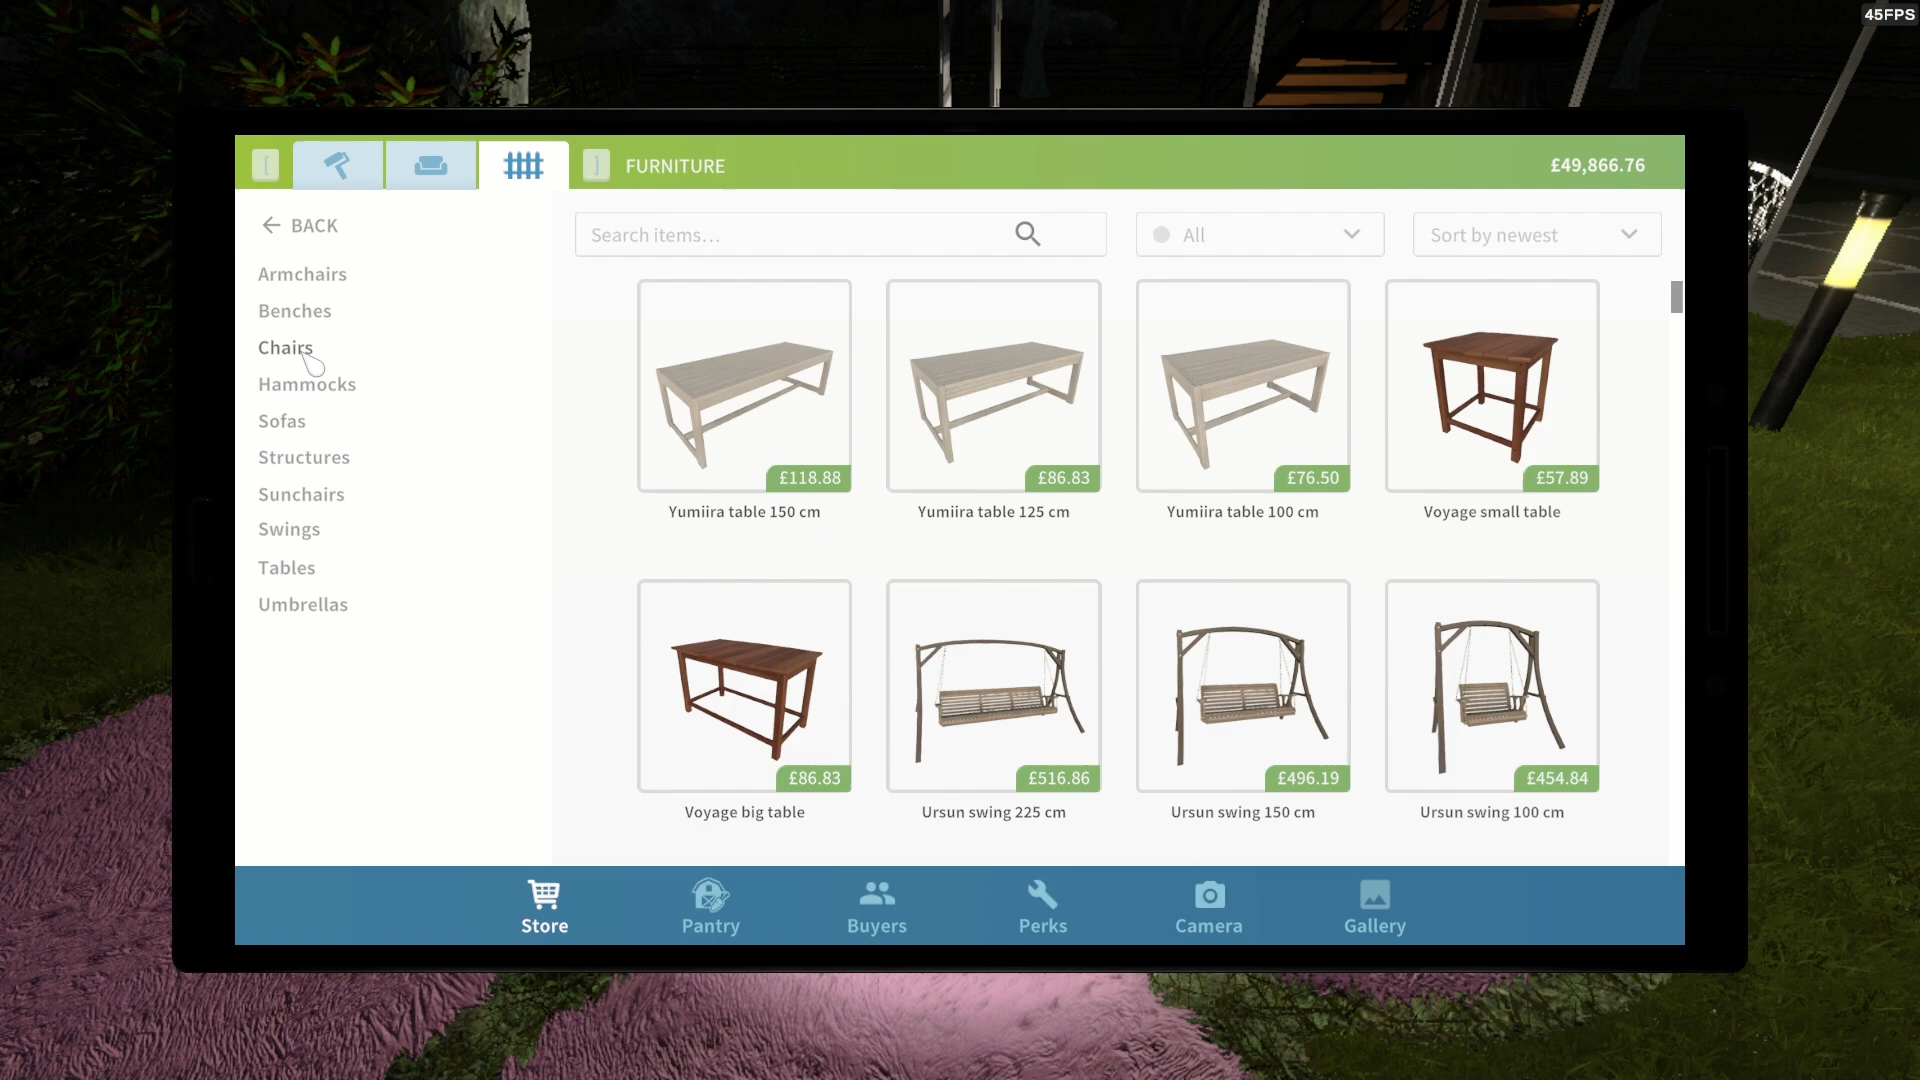 45FPS
[
]
FURNITURE
£49,866.76
BACK
Search items...
All
Sort by newest
Armchairs
Benches
Chairs
Hammocks
Sofas
Structures
Sunchairs
Swings
Tables
Umbrellas
£118.88
£86.83
£76.50
£57.89
Yumiira table 150 cm
Yumiira table 125 cm
Yumiira table 100 cm
Voyage small table
£86.83
£516.86
£496.19
£454.84
Voyage big table
Ursun swing 225 cm
Ursun swing 150 cm
Ursun swing 100 cm
Store
Pantry
Buyers
Perks
Camera
Gallery